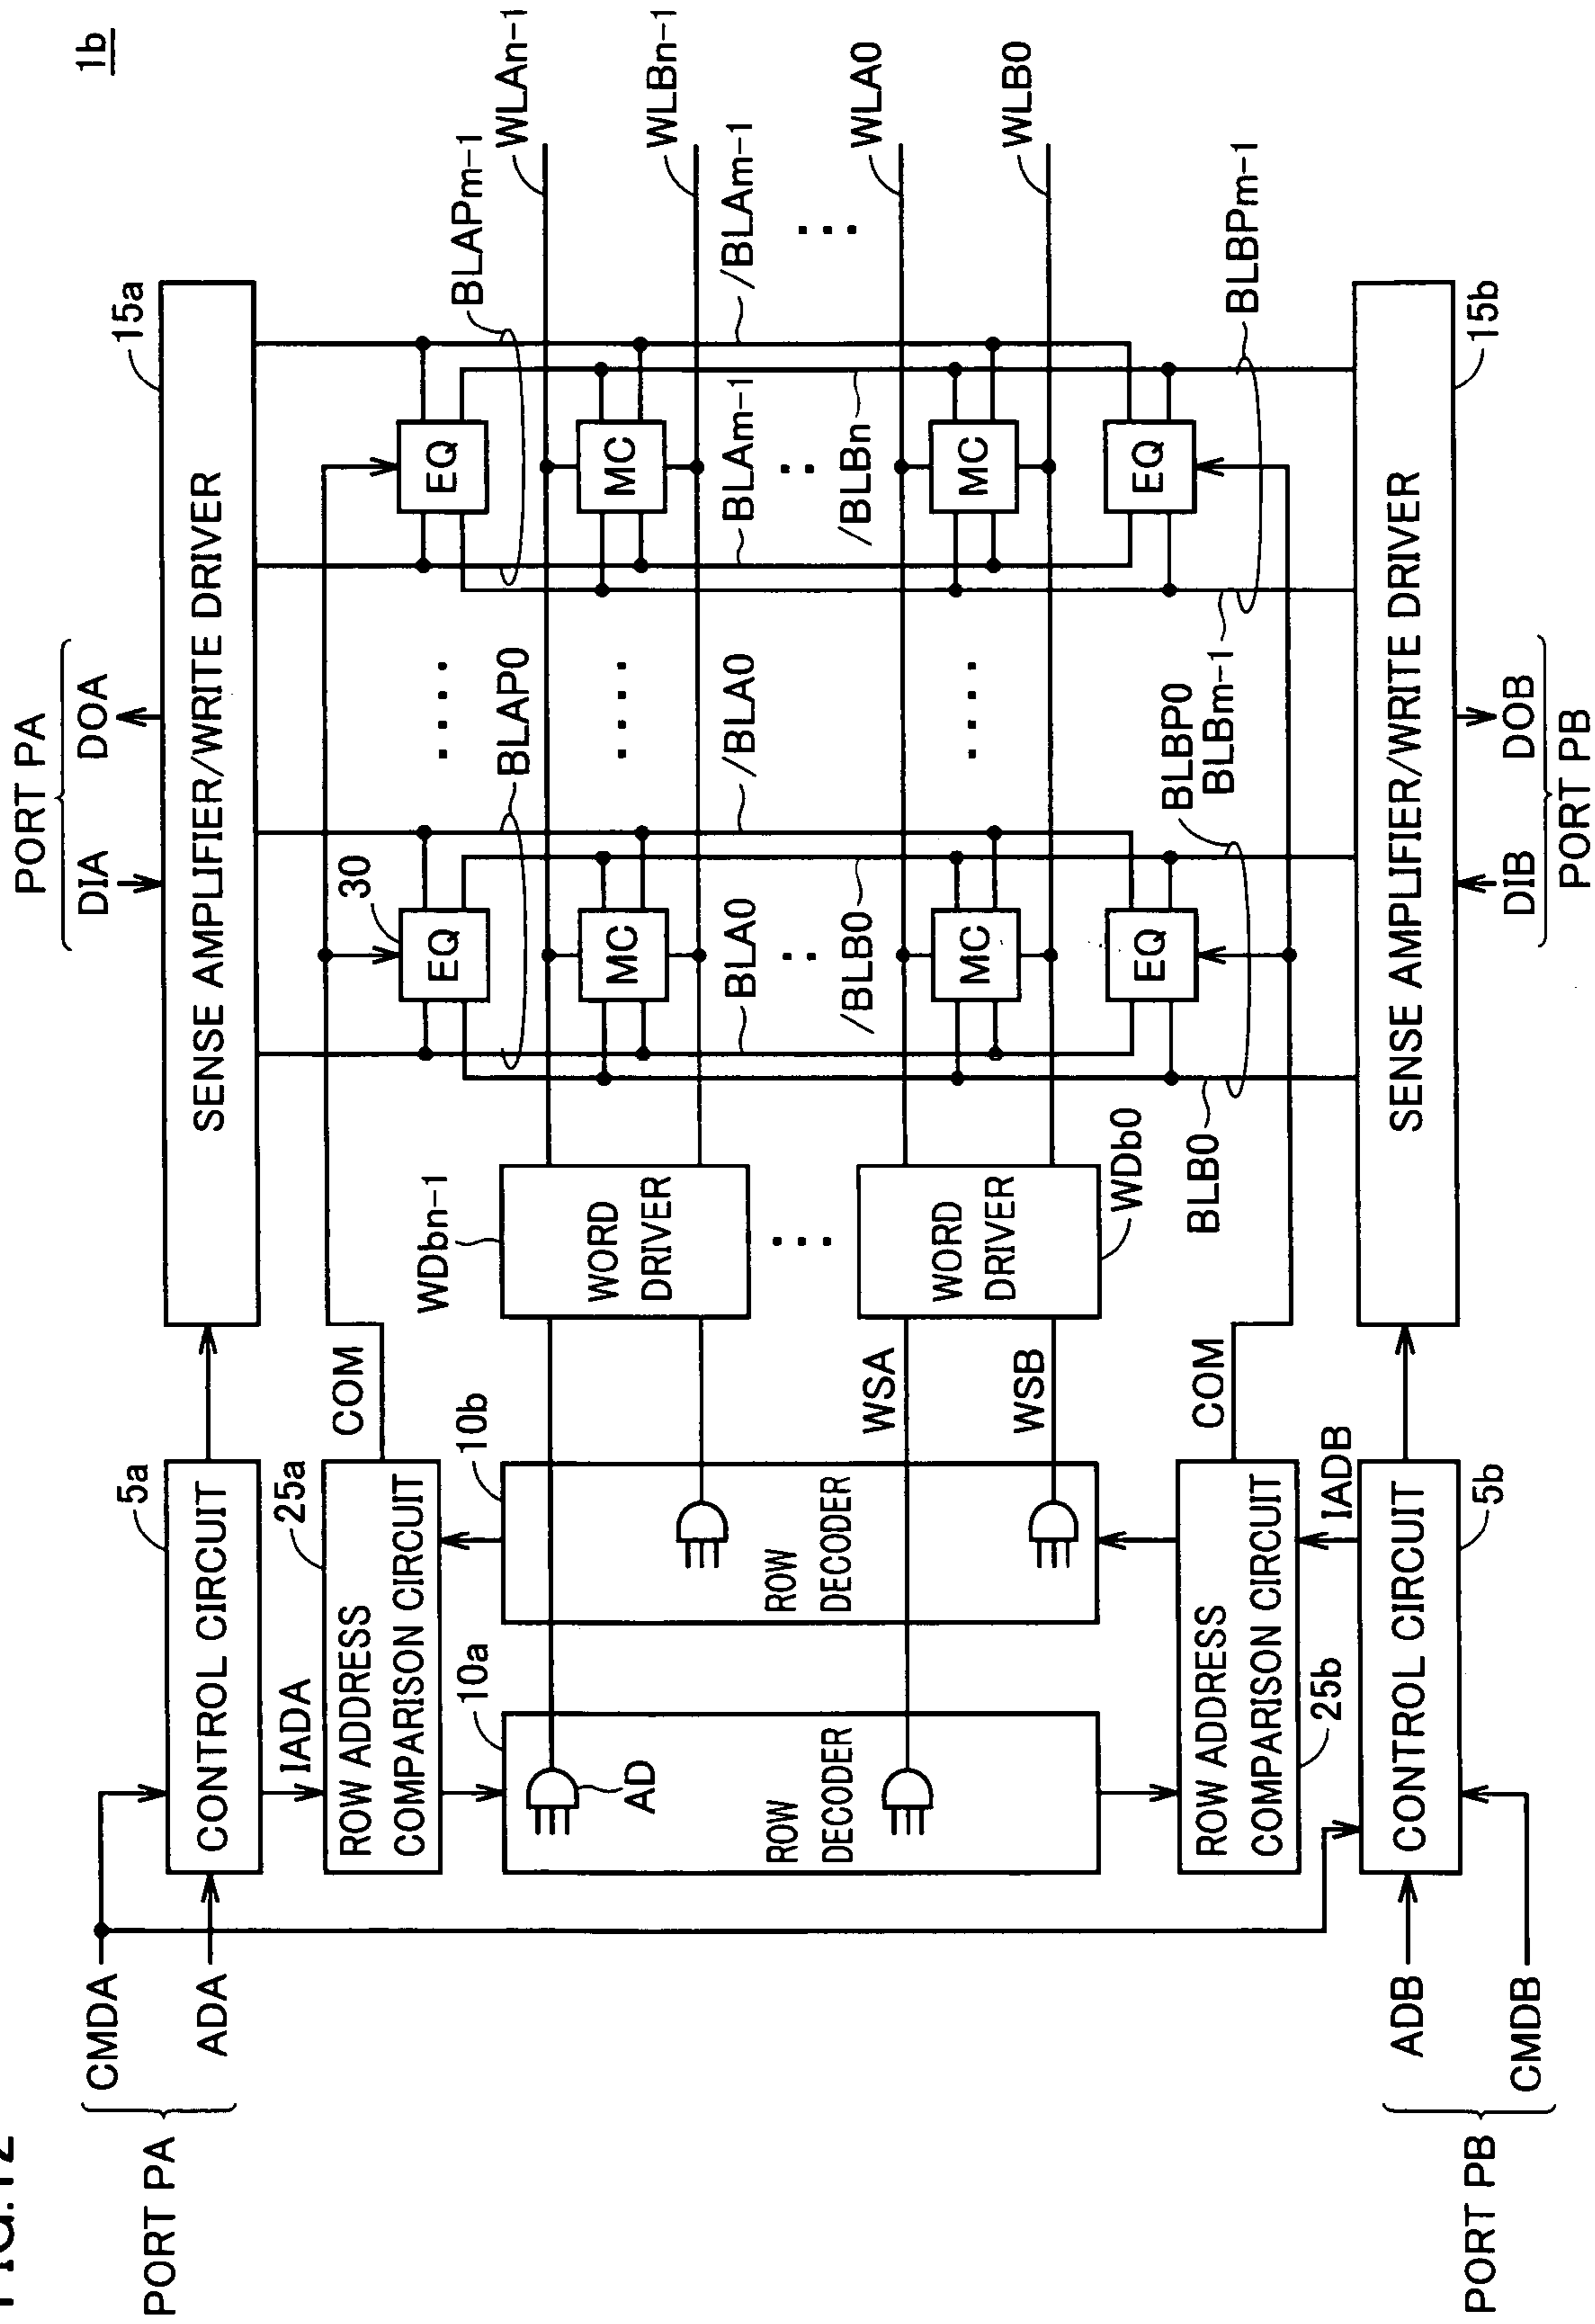 FIG.12
1b
PORT PA
DIA
DOA
15a
SENSE AMPLIFIER/WRITE DRIVER
PORT PA
CMDA
ADA
5a
CONTROL CIRCUIT
IADA
25a
ROW ADDRESS
COMPARISON CIRCUIT
COM
30
EQ
EQ
BLAP0
BLAPm-1
WLAn-1
10a
10b
WDbn-1
AD
WORD
DRIVER
MC
MC
WLBn-1
BLA0
/BLA0
BLAm-1
/BLAm-1
ROW
DECODER
ROW
DECODER
/BLB0
/BLBn
WLA0
WSA
WORD
DRIVER
MC
MC
WSB
WLB0
WDb0
EQ
EQ
ROW ADDRESS
COMPARISON CIRCUIT
25b
COM
BLB0
BLBP0
BLBm-1
BLBPm-1
IADB
ADB
CONTROL CIRCUIT
5b
SENSE AMPLIFIER/WRITE DRIVER
15b
CMDB
PORT PB
DIB
DOB
PORT PB